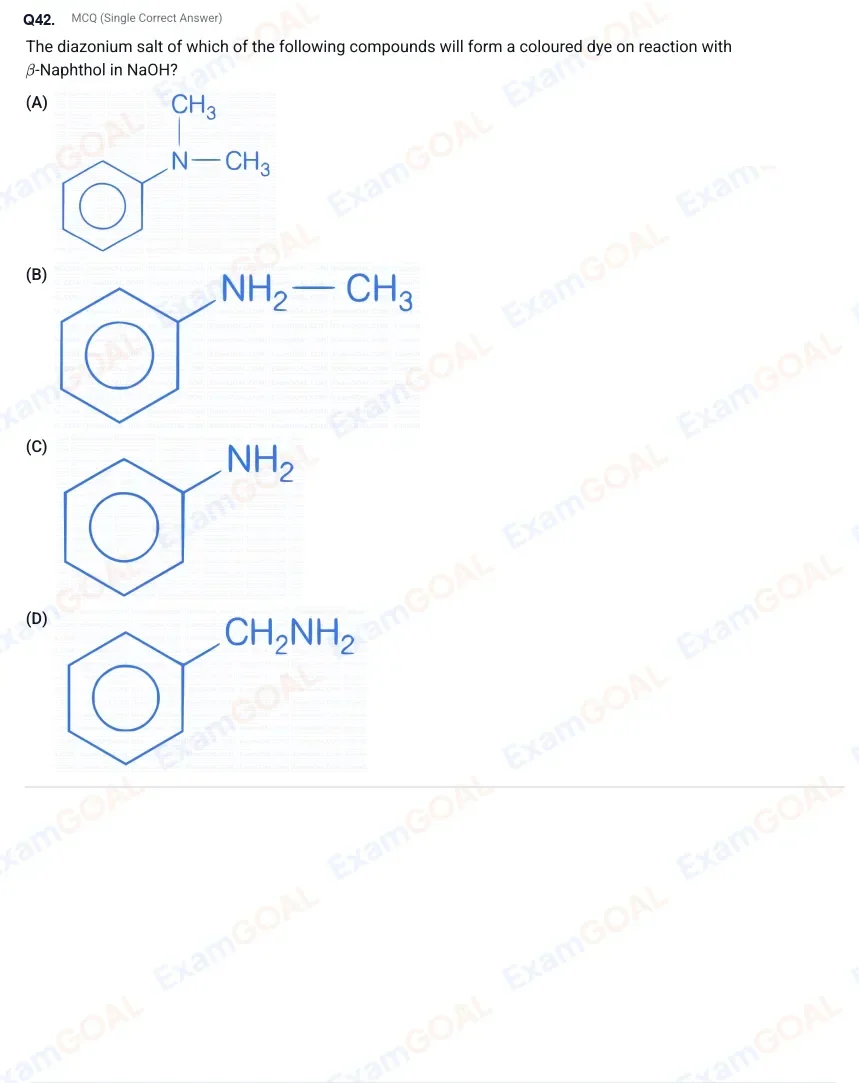 Q42. MCQ (Single Correct Answer)
The diazonium salt of which of the following compounds will form a coloured dye on reaction with
β-Naphthol in NaOH?
(A)
CH₃
N—CH₃
(B)
NH₂—CH₃
(C)
NH₂
(D)
CH₂NH₂
ExamGOAL